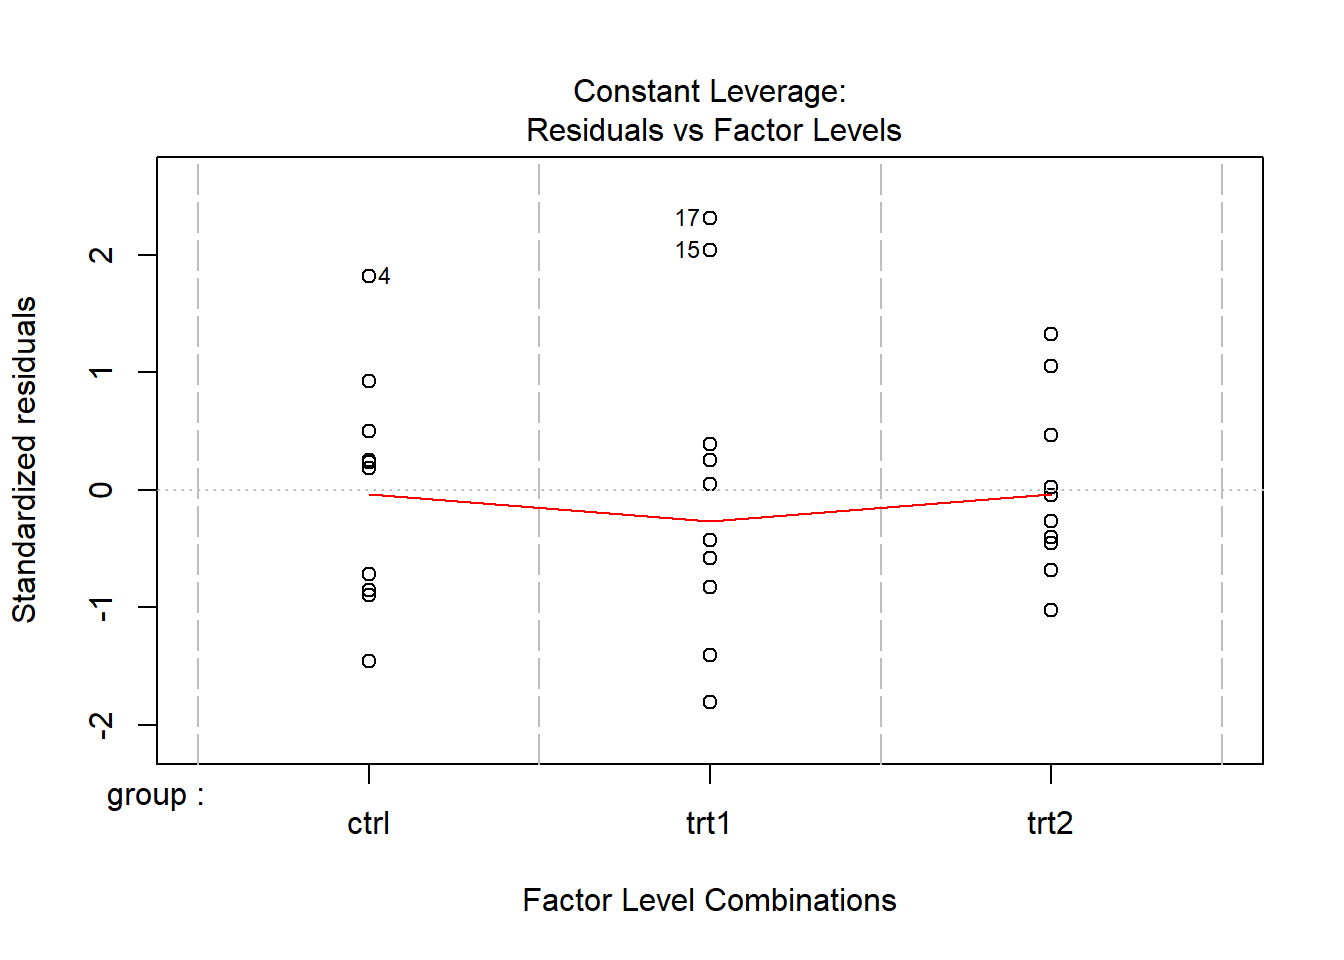 Constant Leverage:
Residuals vs Factor Levels
Standardized residuals
2
1
0
-1
-2
4
17
15
group :
ctrl
trt1
trt2
Factor Level Combinations